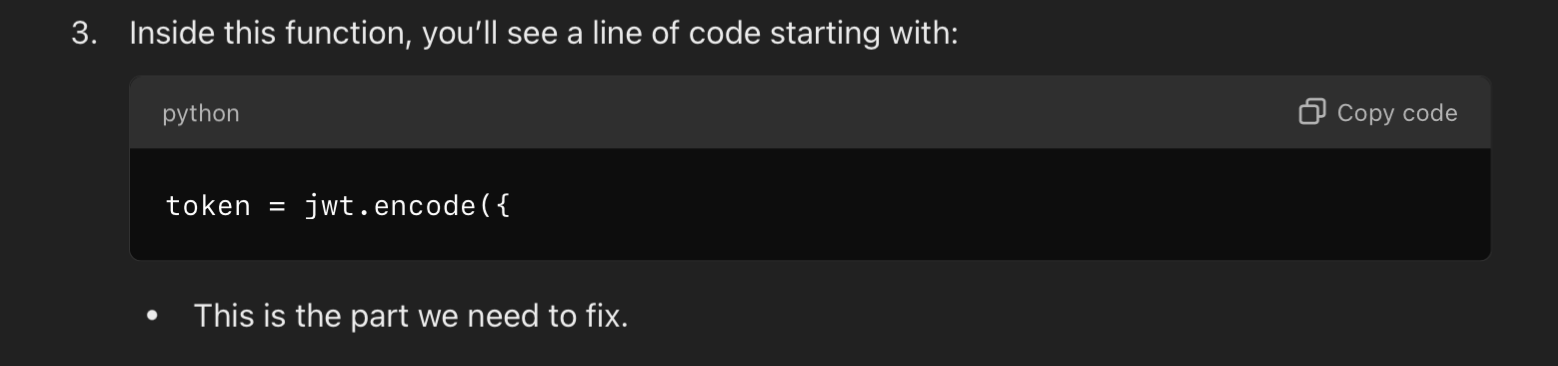 3. Inside this function, you’ll see a line of code starting with:
python Copy code
token = jwt.encode({
• This is the part we need to fix.